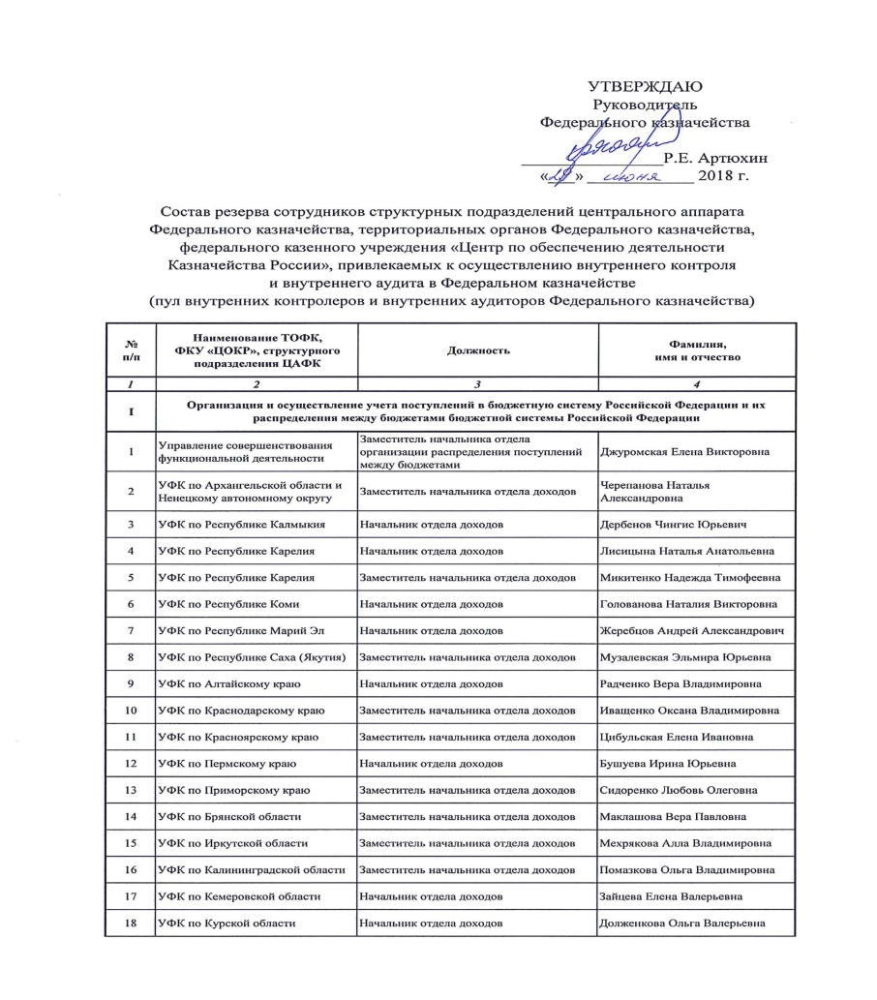 УТВЕРЖДАЮ
Руководитель
Федерального казначейства
Р.Е. Артюхин
«28» июня 2018 г.
Состав резерва сотрудников структурных подразделений центрального аппарата
Федерального казначейства, территориальных органов Федерального казначейства,
федерального казенного учреждения «Центр по обеспечению деятельности
Казначейства России», привлекаемых к осуществлению внутреннего контроля
и внутреннего аудита в Федеральном казначействе
(пул внутренних контролеров и внутренних аудиторов Федерального казначейства)
№ п/п Наименование ТОФК, ФКУ «ЦОКР», структурного подразделения ЦАФК Должность Фамилия, имя и отчество
1 2 3 4
I Организация и осуществление учета поступлений в бюджетную систему Российской Федерации и их
распределения между бюджетами бюджетной системы Российской Федерации
1 Управление совершенствования функциональной деятельности Заместитель начальника отдела организации распределения поступлений между бюджетами Джуромская Елена Викторовна
2 УФК по Архангельской области и Ненецкому автономному округу Заместитель начальника отдела доходов Черепанова Наталья Александровна
3 УФК по Республике Калмыкия Начальник отдела доходов Дербенов Чингис Юрьевич
4 УФК по Республике Карелия Начальник отдела доходов Лисицына Наталья Анатольевна
5 УФК по Республике Карелия Заместитель начальника отдела доходов Микитенко Надежда Тимофеевна
6 УФК по Республике Коми Начальник отдела доходов Голованова Наталия Викторовна
7 УФК по Республике Марий Эл Начальник отдела доходов Жеребцов Андрей Александрович
8 УФК по Республике Саха (Якутия) Заместитель начальника отдела доходов Музалевская Эльмира Юрьевна
9 УФК по Алтайскому краю Начальник отдела доходов Радченко Вера Владимировна
10 УФК по Краснодарскому краю Заместитель начальника отдела доходов Иващенко Оксана Владимировна
11 УФК по Красноярскому краю Заместитель начальника отдела доходов Цибульская Елена Ивановна
12 УФК по Пермскому краю Начальник отдела доходов Бушуева Ирина Юрьевна
13 УФК по Приморскому краю Заместитель начальника отдела доходов Сидоренко Любовь Олеговна
14 УФК по Брянской области Заместитель начальника отдела доходов Маклашова Вера Павловна
15 УФК по Иркутской области Заместитель начальника отдела доходов Мехрякова Алла Владимировна
16 УФК по Калининградской области Заместитель начальника отдела доходов Помазкова Ольга Владимировна
17 УФК по Кемеровской области Начальник отдела доходов Зайцева Елена Валерьевна
18 УФК по Курской области Начальник отдела доходов Долженкова Ольга Валерьевна